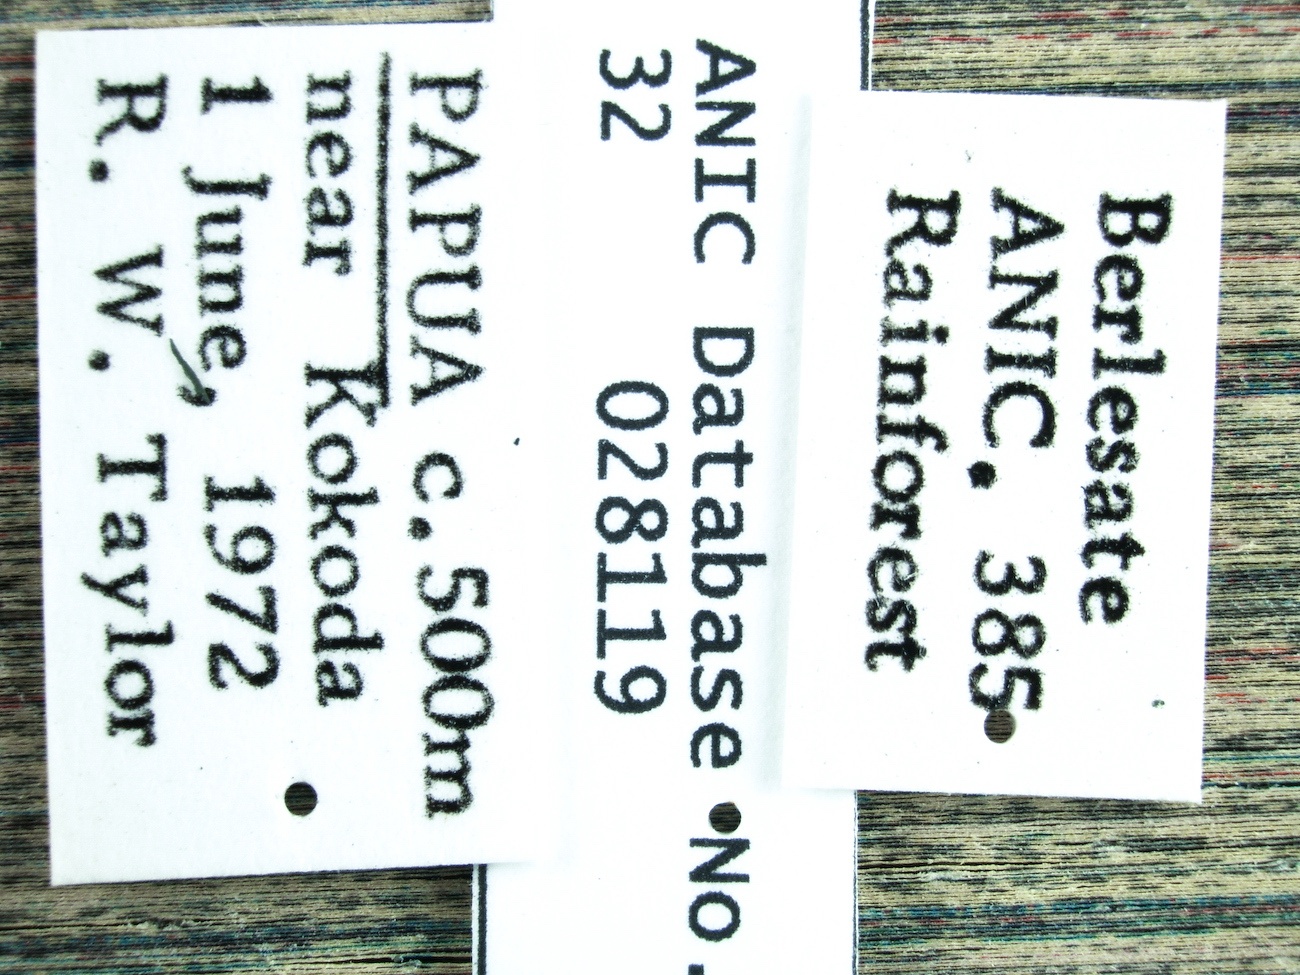 Berlesate
ANIC. 385
Rainforest
ANIC Database No.
32 028119
PAPUA c.500m
near Kokoda
1 June, 1972
R. W. Taylor